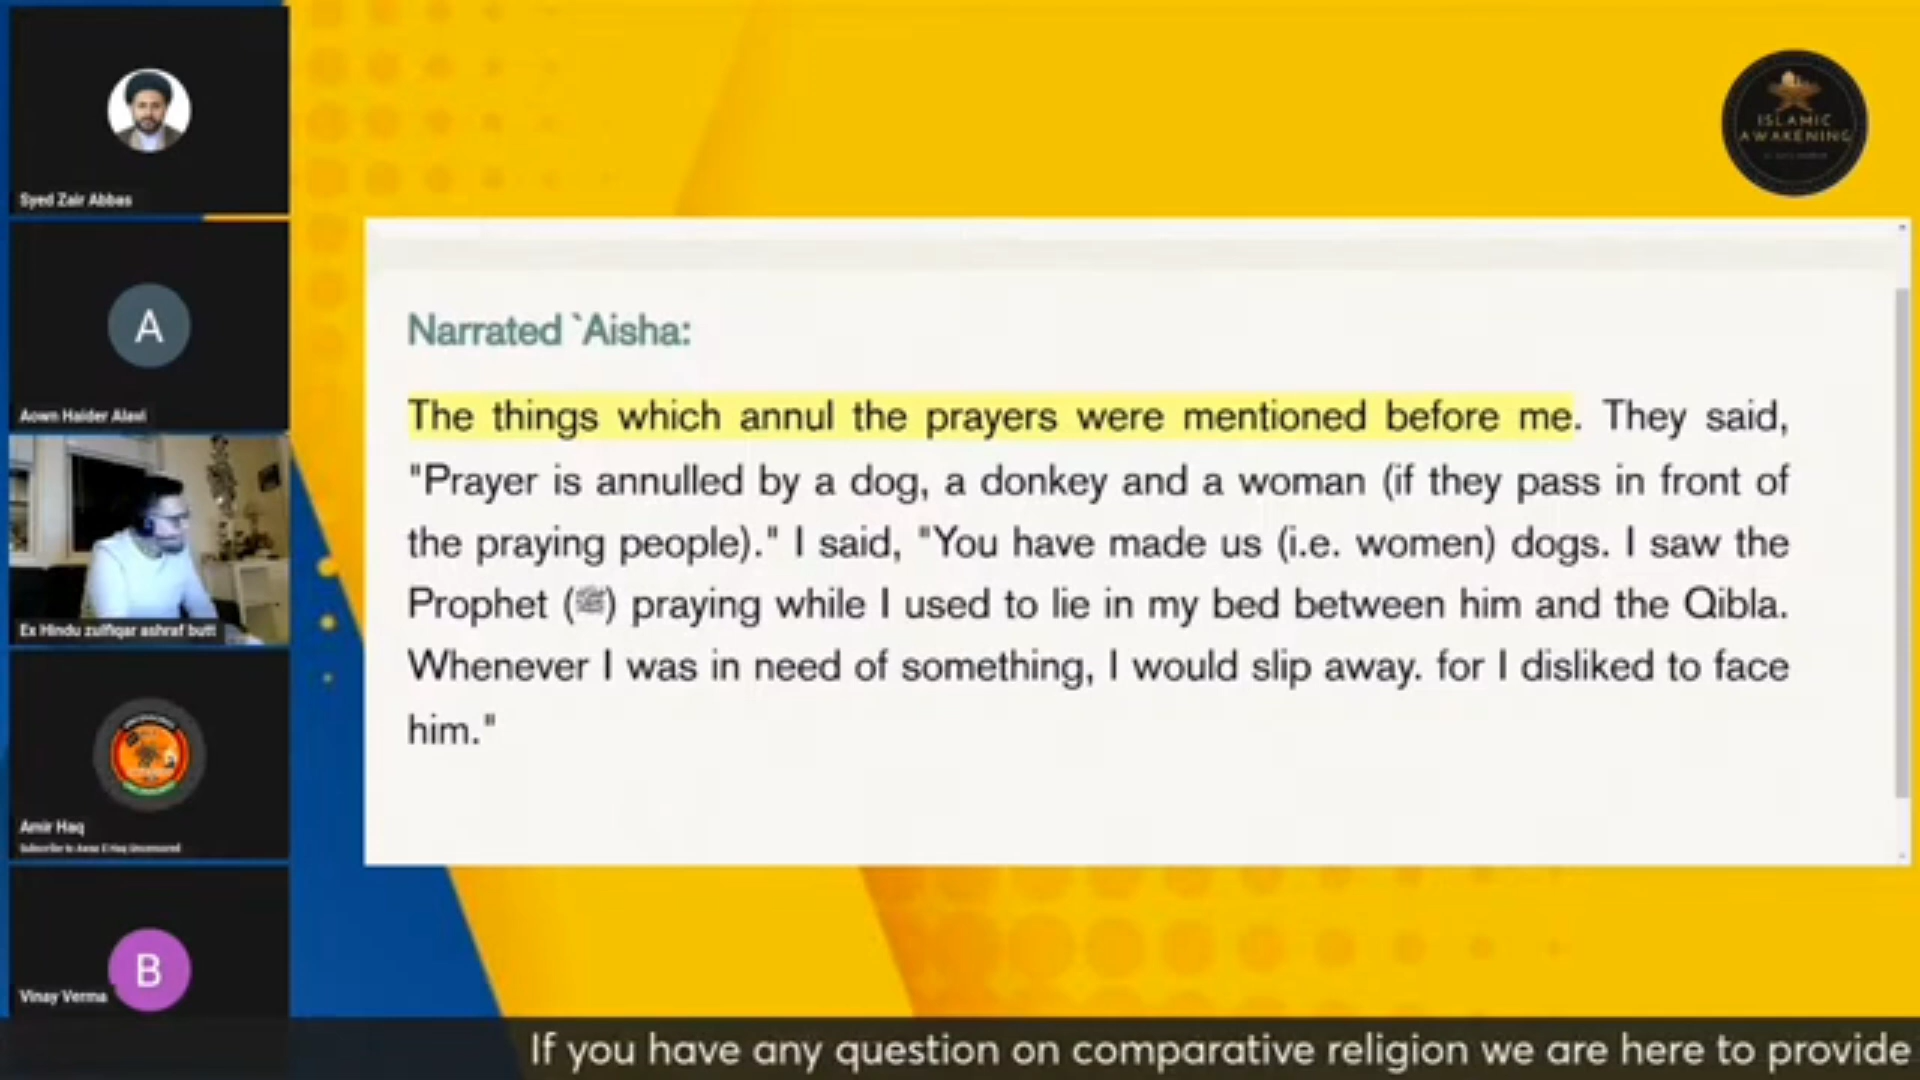 Syed Zair Abbas
A
Aown Haider Alavi
Ex Hindu zulfiqar ashraf butt
Amir Haq
Subscribe to Awaz E Haq Uncensored
B
Vinay Verma
ISLAMIC
AWAKENING
Narrated `Aisha:
The things which annul the prayers were mentioned before me. They said,
"Prayer is annulled by a dog, a donkey and a woman (if they pass in front of
the praying people)." I said, "You have made us (i.e. women) dogs. I saw the
Prophet (ﷺ) praying while I used to lie in my bed between him and the Qibla.
Whenever I was in need of something, I would slip away. for I disliked to face
him."
If you have any question on comparative religion we are here to provide